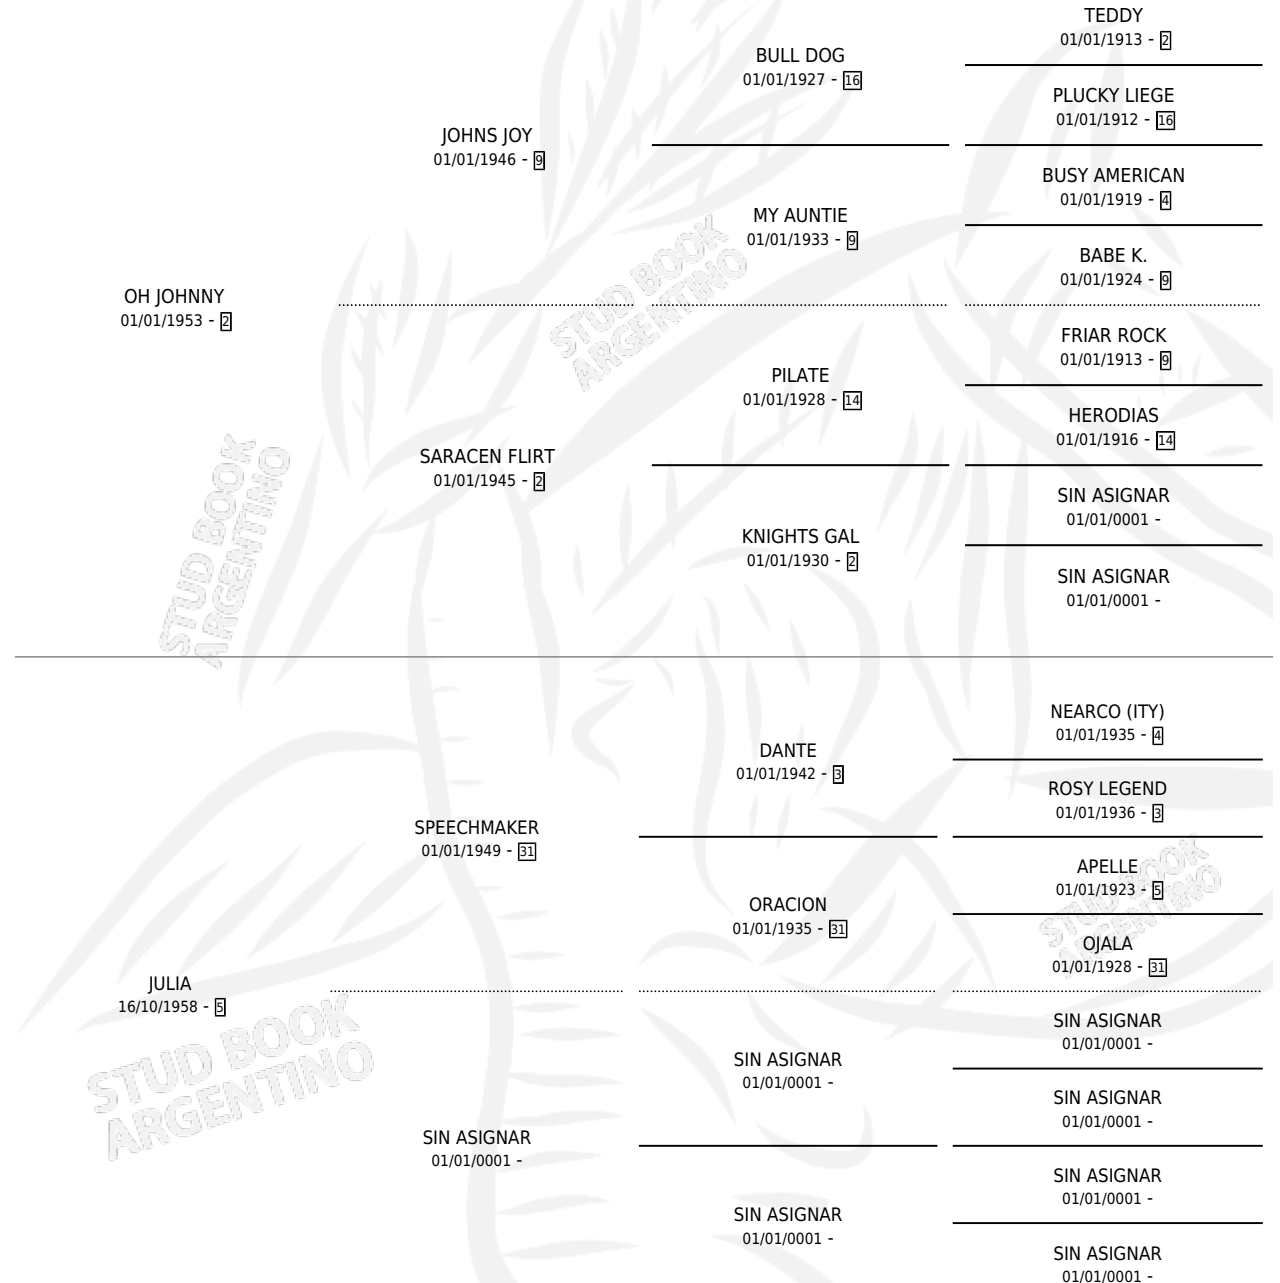 TEDDY
01/01/1913 - 2
BULL DOG
01/01/1927 - 16
PLUCKY LIEGE
01/01/1912 - 16
JOHNS JOY
01/01/1946 - 9
BUSY AMERICAN
01/01/1919 - 4
MY AUNTIE
01/01/1933 - 9
BABE K.
01/01/1924 - 9
OH JOHNNY
01/01/1953 - 2
FRIAR ROCK
01/01/1913 - 9
PILATE
01/01/1928 - 14
HERODIAS
01/01/1916 - 14
SARACEN FLIRT
01/01/1945 - 2
SIN ASIGNAR
01/01/0001 -
KNIGHTS GAL
01/01/1930 - 2
SIN ASIGNAR
01/01/0001 -
NEARCO (ITY)
01/01/1935 - 4
DANTE
01/01/1942 - 3
ROSY LEGEND
01/01/1936 - 3
SPEECHMAKER
01/01/1949 - 31
APELLE
01/01/1923 - 5
ORACION
01/01/1935 - 31
OJALA
01/01/1928 - 31
JULIA
16/10/1958 - 5
SIN ASIGNAR
01/01/0001 -
SIN ASIGNAR
01/01/0001 -
SIN ASIGNAR
01/01/0001 -
SIN ASIGNAR
01/01/0001 -
SIN ASIGNAR
01/01/0001 -
SIN ASIGNAR
01/01/0001 -
SIN ASIGNAR
01/01/0001 -
STUD BOOK
ARGENTINO
STUD BOOK
ARGENTINO
STUD BOOK
ARGENTINO
STUD BOOK
ARGENTINO